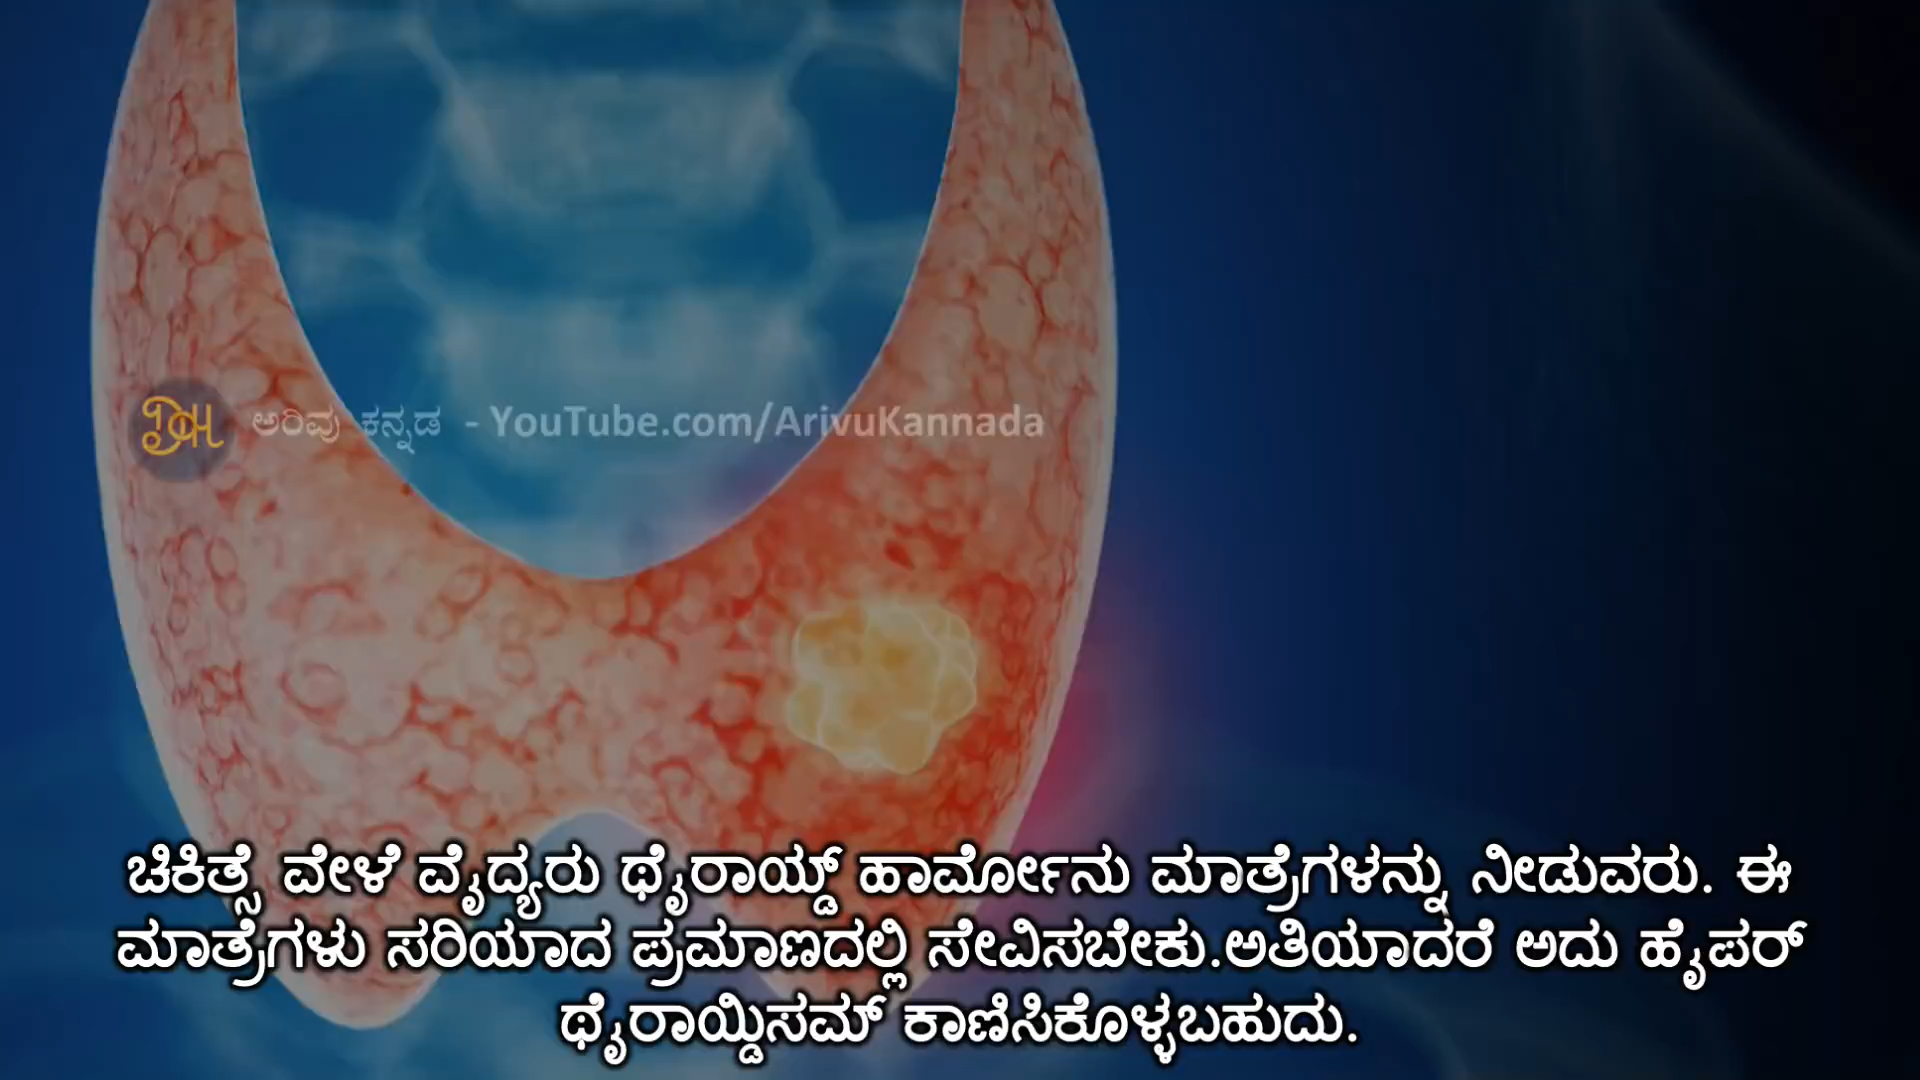 ಅರಿವು ಕನ್ನಡ - YouTube.com/ArivuKannada
ಚಿಕಿತ್ಸೆ ವೇಳೆ ವೈದ್ಯರು ಥೈರಾಯ್ಡ್ ಹಾರ್ಮೋನು ಮಾತ್ರೆಗಳನ್ನು ನೀಡುವರು. ಈ
ಮಾತ್ರೆಗಳು ಸರಿಯಾದ ಪ್ರಮಾಣದಲ್ಲಿ ಸೇವಿಸಬೇಕು.ಅತಿಯಾದರೆ ಅದು ಹೈಪರ್
ಥೈರಾಯ್ಡಿಸಮ್ ಕಾಣಿಸಿಕೊಳ್ಳಬಹುದು.